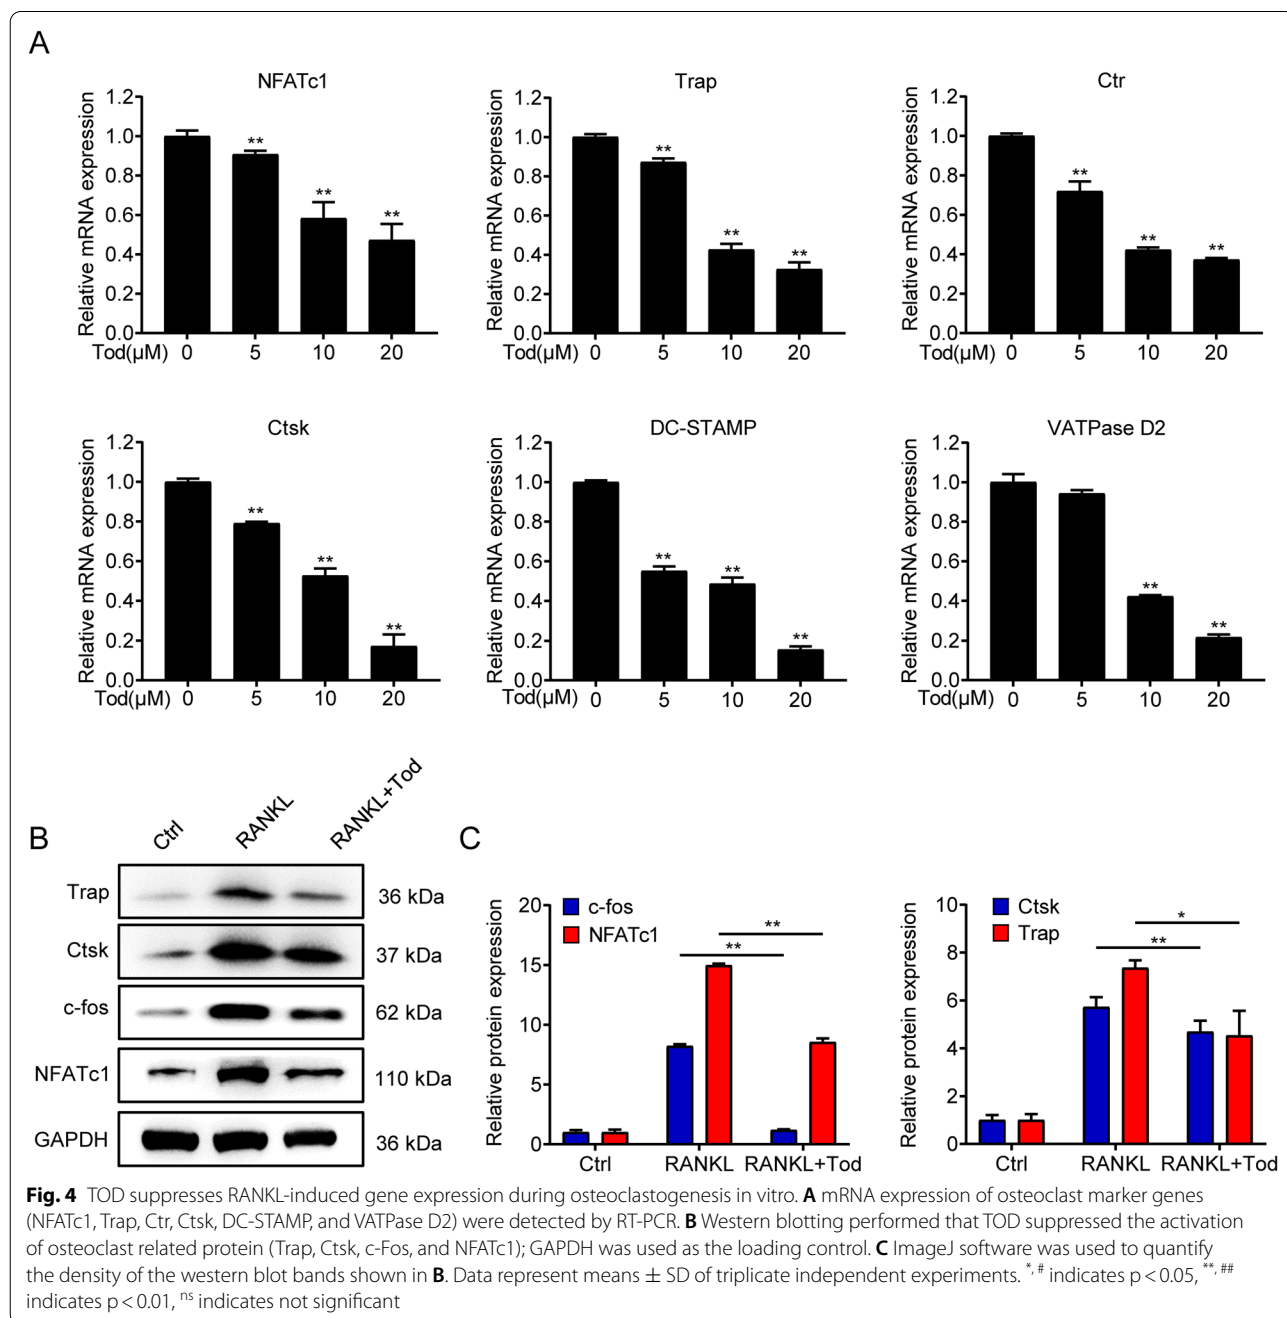 A
NFATc1
Relative mRNA expression
1.2
1.0
0.8
0.6
0.4
0.2
0.0
**
**
**
Tod(µM) 0 5 10 20
Trap
Relative mRNA expression
1.2
1.0
0.8
0.6
0.4
0.2
0.0
**
**
**
Tod(µM) 0 5 10 20
Ctr
Relative mRNA expression
1.2
1.0
0.8
0.6
0.4
0.2
0.0
**
**
**
Tod(µM) 0 5 10 20
Ctsk
Relative mRNA expression
1.2
1.0
0.8
0.6
0.4
0.2
0.0
**
**
**
Tod(µM) 0 5 10 20
DC-STAMP
Relative mRNA expression
1.2
1.0
0.8
0.6
0.4
0.2
0.0
**
**
**
Tod(µM) 0 5 10 20
VATPase D2
Relative mRNA expression
1.2
1.0
0.8
0.6
0.4
0.2
0.0
**
**
Tod(µM) 0 5 10 20
B
Ctrl RANKL RANKL+Tod
Trap 36 kDa
Ctsk 37 kDa
c-fos 62 kDa
NFATc1 110 kDa
GAPDH 36 kDa
C
Relative protein expression
20
15
10
5
0
c-fos
NFATc1
**
**
Ctrl RANKL RANKL+Tod
Relative protein expression
10
8
6
4
2
0
Ctsk
Trap
*
**
Ctrl RANKL RANKL+Tod
Fig. 4 TOD suppresses RANKL-induced gene expression during osteoclastogenesis in vitro. A mRNA expression of osteoclast marker genes
(NFATc1, Trap, Ctr, Ctsk, DC-STAMP, and VATPase D2) were detected by RT-PCR. B Western blotting performed that TOD suppressed the activation
of osteoclast related protein (Trap, Ctsk, c-Fos, and NFATc1); GAPDH was used as the loading control. C ImageJ software was used to quantify
the density of the western blot bands shown in B. Data represent means ± SD of triplicate independent experiments. *, # indicates p < 0.05, **, ##
indicates p < 0.01, ns indicates not significant